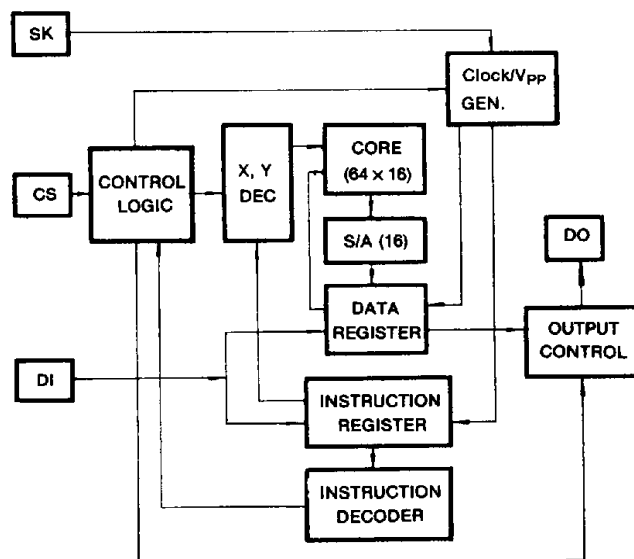 SK
Clock/VPP
GEN.
CS
CONTROL
LOGIC
X, Y
DEC
CORE
(64 × 16)
S/A (16)
DO
DATA
REGISTER
OUTPUT
CONTROL
DI
INSTRUCTION
REGISTER
INSTRUCTION
DECODER